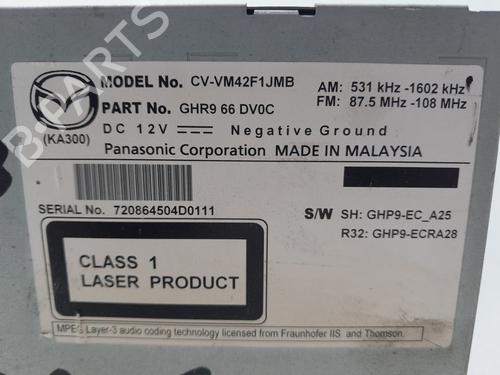 MODEL No. CV-VM42F1JMB
AM: 531 kHz -1602 kHz
PART No. GHR9 66 DV0C
FM: 87.5 MHz -108 MHz
(KA300)
DC 12V Negative Ground
Panasonic Corporation MADE IN MALAYSIA
SERIAL No. 720864504D0111
S/W SH: GHP9-EC_A25
R32: GHP9-ECRA28
CLASS 1
LASER PRODUCT
MPEG Layer-3 audio coding technology licensed from Fraunhofer IIS and Thomson.
B-PARTS